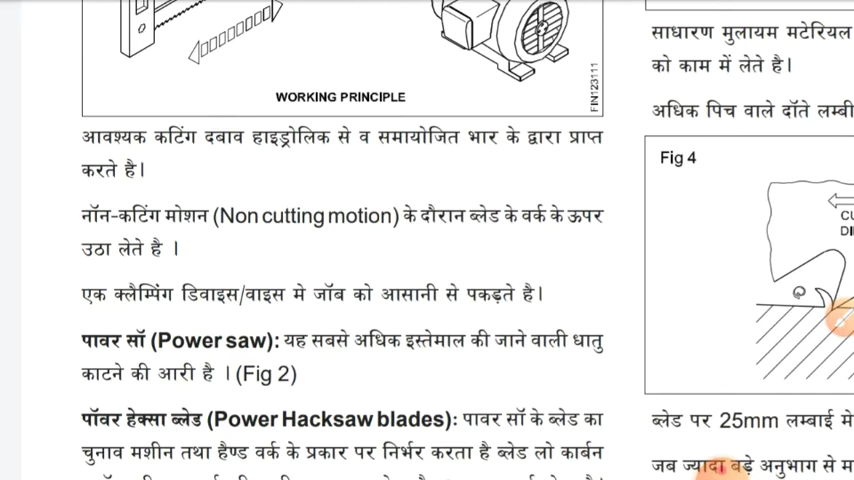 WORKING PRINCIPLE
FIN123111
आवश्यक कटिंग दबाव हाइड्रोलिक से व समायोजित भार के द्वारा प्राप्त
करते है।
नॉन-कटिंग मोशन (Non cutting motion) के दौरान ब्लेड के वर्क के ऊपर
उठा लेते है ।
एक क्लैम्पिंग डिवाइस/वाइस मे जॉब को आसानी से पकड़ते है।
पावर सॉ (Power saw): यह सबसे अधिक इस्तेमाल की जाने वाली धातु
काटने की आरी है । (Fig 2)
पॉवर हेक्सा ब्लेड (Power Hacksaw blades): पावर सॉ के ब्लेड का
चुनाव मशीन तथा हैण्ड वर्क के प्रकार पर निर्भर करता है ब्लेड लो कार्बन
साधारण मुलायम मटेरियल
को काम में लेते है।
अधिक पिच वाले दाँते लम्बी
Fig 4
ब्लेड पर 25mm लम्बाई मे
जब ज्यादा बड़े अनुभाग से म